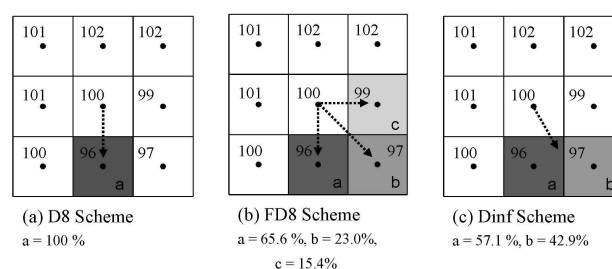 101 102 102
101 100 99
100 96 97
a
(a) D8 Scheme
a = 100 %
101 102 102
101 100 99
c
100 96 97
a b
(b) FD8 Scheme
a = 65.6 %, b = 23.0%,
c = 15.4%
101 102 102
101 100 99
100 96 97
a b
(c) Dinf Scheme
a = 57.1 %, b = 42.9%